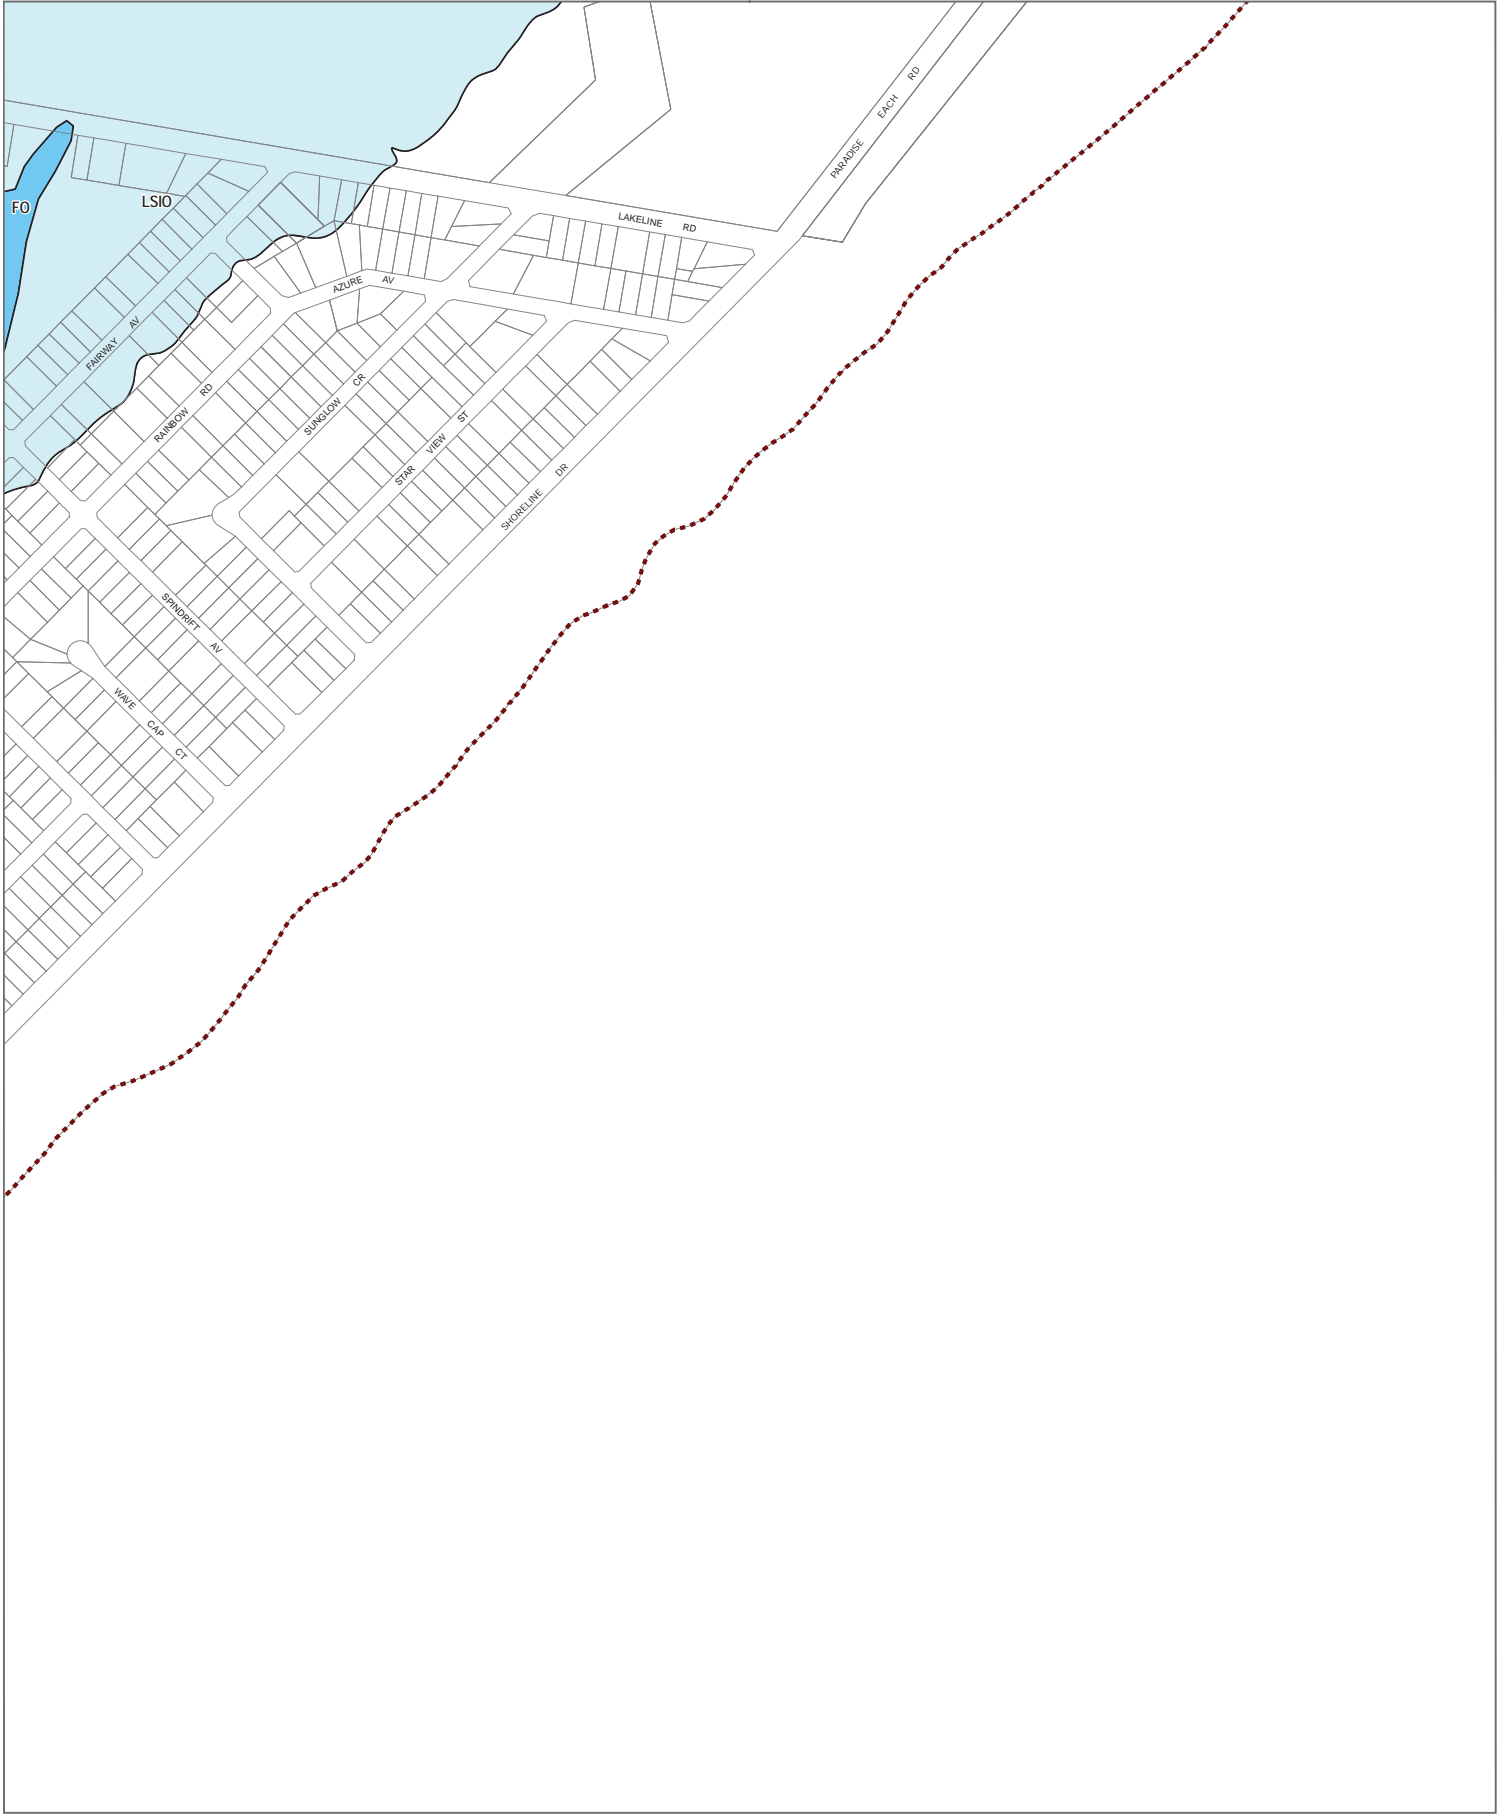 PARADISE EACH RD
FO
LSIO
LAKELINE RD
AZURE AV
FAIRWAY AV
RAINBOW RD
SUNGLOW CR
STAR VIEW ST
SHORELINE DR
SPINDRIFT AV
WAVE CAP CT